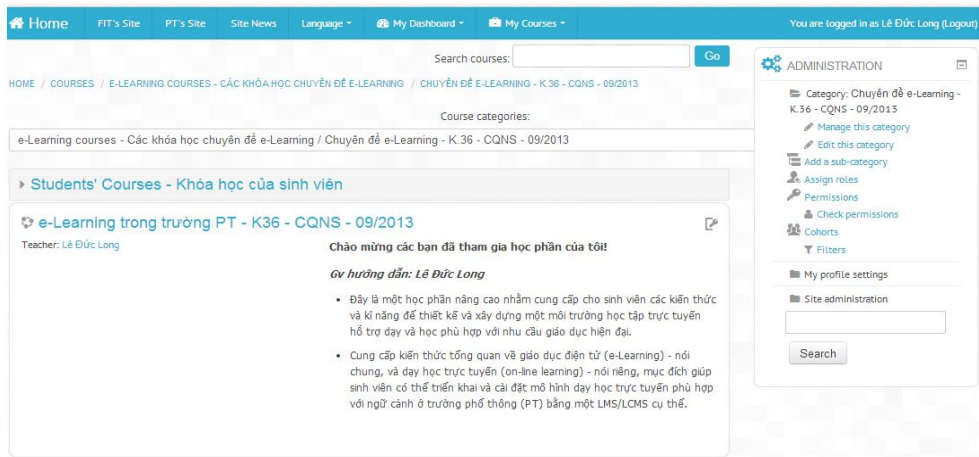 Home FIT's Site PT's Site Site News Language My Dashboard My Courses You are logged in as Lê Đức Long (Logout)
Search courses: Go
HOME / COURSES / E-LEARNING COURSES - CÁC KHÓA HỌC CHUYÊN ĐỀ E-LEARNING / CHUYÊN ĐỀ E-LEARNING - K.36 - CQNS - 09/2013
Course categories:
e-Learning courses - Các khóa học chuyên đề e-Learning / Chuyên đề e-Learning - K.36 - CQNS - 09/2013
Students' Courses - Khóa học của sinh viên
e-Learning trong trường PT - K36 - CQNS - 09/2013
Teacher: Lê Đức Long
Chào mừng các bạn đã tham gia học phần của tôi!
Gv hướng dẫn: Lê Đức Long
• Đây là một học phần nâng cao nhằm cung cấp cho sinh viên các kiến thức
và kĩ năng để thiết kế và xây dựng một môi trường học tập trực tuyến
hỗ trợ dạy và học phù hợp với nhu cầu giáo dục hiện đại.
• Cung cấp kiến thức tổng quan về giáo dục điện tử (e-Learning) - nói
chung, và dạy học trực tuyến (on-line learning) - nói riêng, mục đích giúp
sinh viên có thể triển khai và cài đặt mô hình dạy học trực tuyến phù hợp
với ngữ cảnh ở trường phổ thông (PT) bằng một LMS/LCMS cụ thể.
ADMINISTRATION
Category: Chuyên đề e-Learning -
K.36 - CQNS - 09/2013
Manage this category
Edit this category
Add a sub-category
Assign roles
Permissions
Check permissions
Cohorts
Filters
My profile settings
Site administration
Search